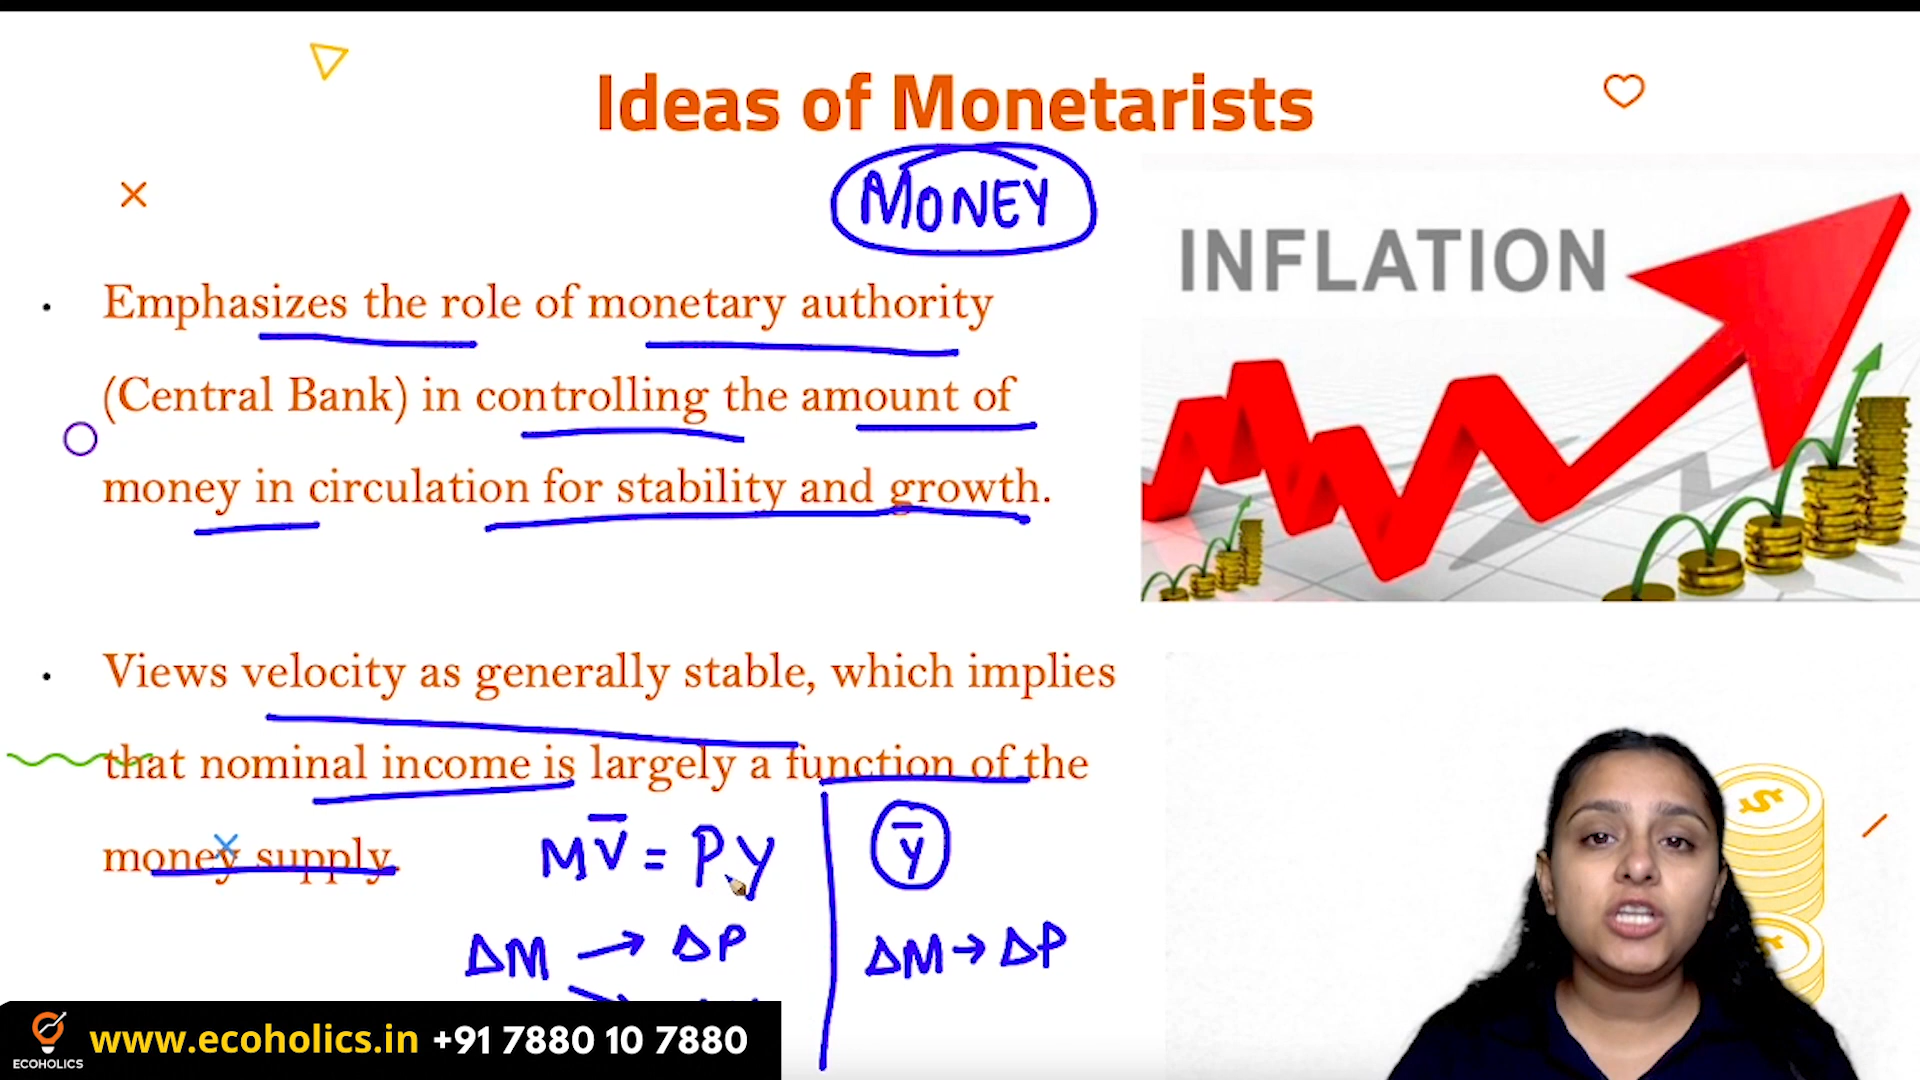 Ideas of Monetarists
MONEY
INFLATION
• Emphasizes the role of monetary authority
(Central Bank) in controlling the amount of
money in circulation for stability and growth.
• Views velocity as generally stable, which implies
that nominal income is largely a function of the
money supply.
MV̅ = Py
y̅
ΔM → ΔP
ΔM → ΔP
www.ecoholics.in +91 7880 10 7880
ECOHOLICS